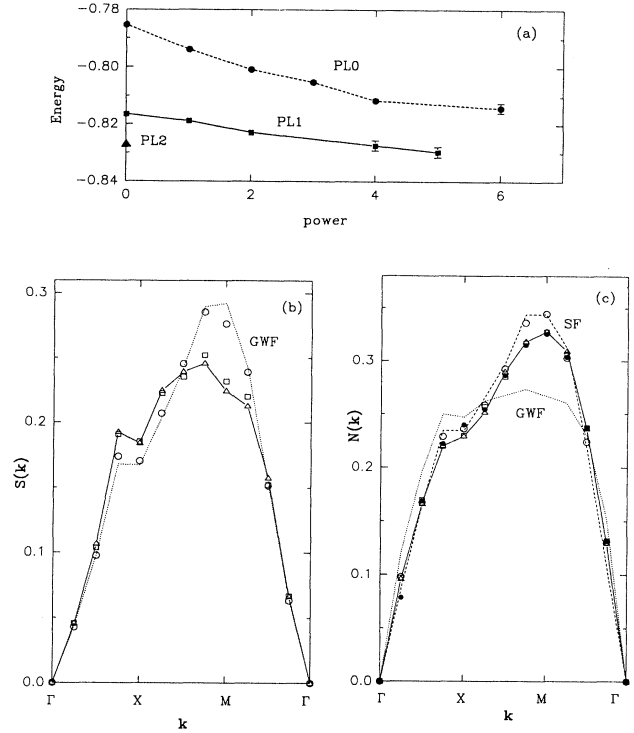 -0.78
(a)
PL0
-0.80
Energy
PL1
-0.82
PL2
-0.84
0
2
4
6
power
0.3
(b)
GWF
0.2
S(k)
0.1
0.0
Γ
X
M
Γ
k
(c)
SF
0.3
GWF
N(k)
0.2
0.1
0.0
Γ
X
M
Γ
k